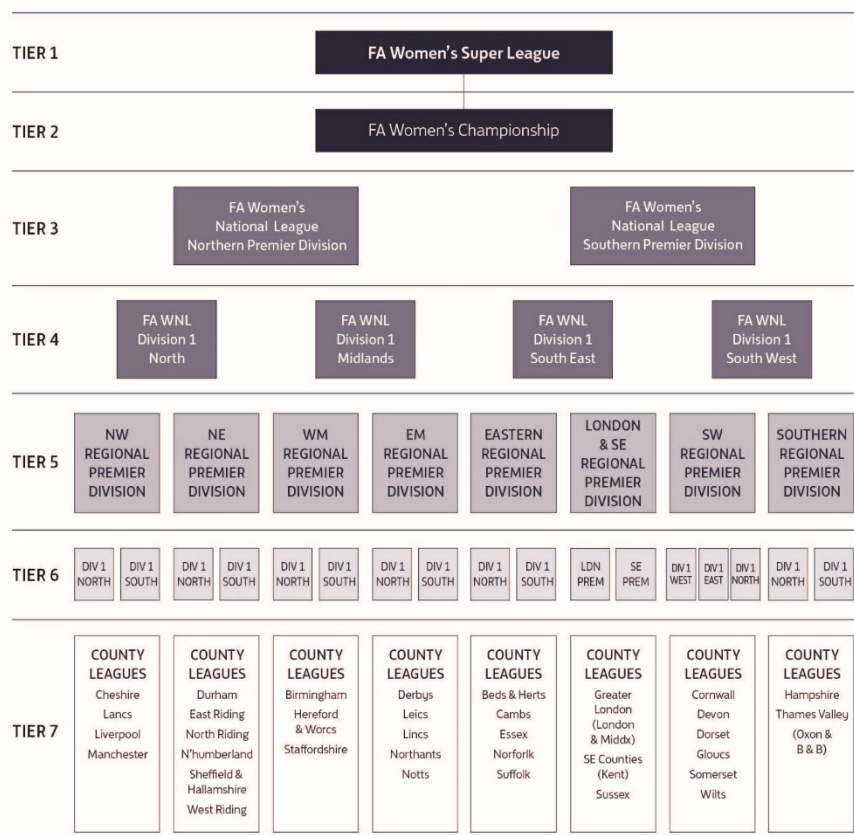 TIER 1
FA Women's Super League
TIER 2
FA Women's Championship
TIER 3
FA Women's
National League
Northern Premier Division
FA Women's
National League
Southern Premier Division
TIER 4
FA WNL
Division 1
North
FA WNL
Division 1
Midlands
FA WNL
Division 1
South East
FA WNL
Division 1
South West
TIER 5
NW
REGIONAL
PREMIER
DIVISION
NE
REGIONAL
PREMIER
DIVISION
WM
REGIONAL
PREMIER
DIVISION
EM
REGIONAL
PREMIER
DIVISION
EASTERN
REGIONAL
PREMIER
DIVISION
LONDON
& SE
REGIONAL
PREMIER
DIVISION
SW
REGIONAL
PREMIER
DIVISION
SOUTHERN
REGIONAL
PREMIER
DIVISION
TIER 6
DIV 1
NORTH
DIV 1
SOUTH
DIV 1
NORTH
DIV 1
SOUTH
DIV 1
NORTH
DIV 1
SOUTH
DIV 1
NORTH
DIV 1
SOUTH
DIV 1
NORTH
DIV 1
SOUTH
LDN
PREM
SE
PREM
DIV 1
WEST
DIV 1
EAST
DIV 1
NORTH
DIV 1
NORTH
DIV 1
SOUTH
TIER 7
COUNTY
LEAGUES
Cheshire
Lancs
Liverpool
Manchester
COUNTY
LEAGUES
Durham
East Riding
North Riding
N'humberland
Sheffield &
Hallamshire
West Riding
COUNTY
LEAGUES
Birmingham
Hereford
& Worcs
Staffordshire
COUNTY
LEAGUES
Derbys
Leics
Lincs
Northants
Notts
COUNTY
LEAGUES
Beds & Herts
Cambs
Essex
Norforlk
Suffolk
COUNTY
LEAGUES
Greater
London
(London
& Middx)
SE Counties
(Kent)
Sussex
COUNTY
LEAGUES
Cornwall
Devon
Dorset
Gloucs
Somerset
Wilts
COUNTY
LEAGUES
Hampshire
Thames Valley
(Oxon &
B & B)